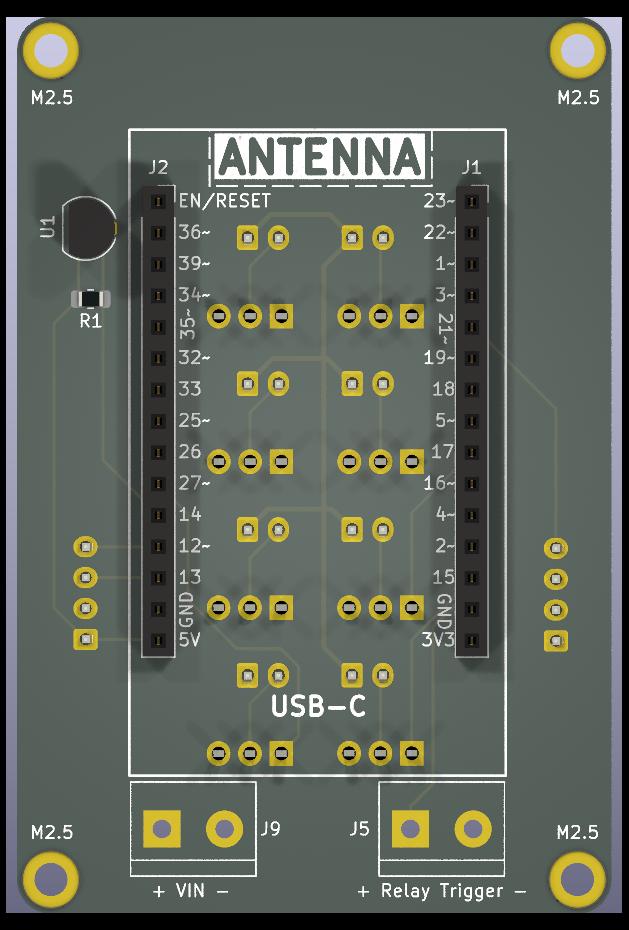 M2.5 M2.5
ANTENNA
J2 J1
EN/RESET 23~
U1
36~ 22~
39~ 1~
34~ 3~
R1
35~ 21~
32~ 19~
33 18
25~ 5~
26 17
27~ 16~
14 4~
12~ 2~
13 15
GND GND
5V 3V3
USB-C
M2.5 J9 J5 M2.5
+ VIN - + Relay Trigger -